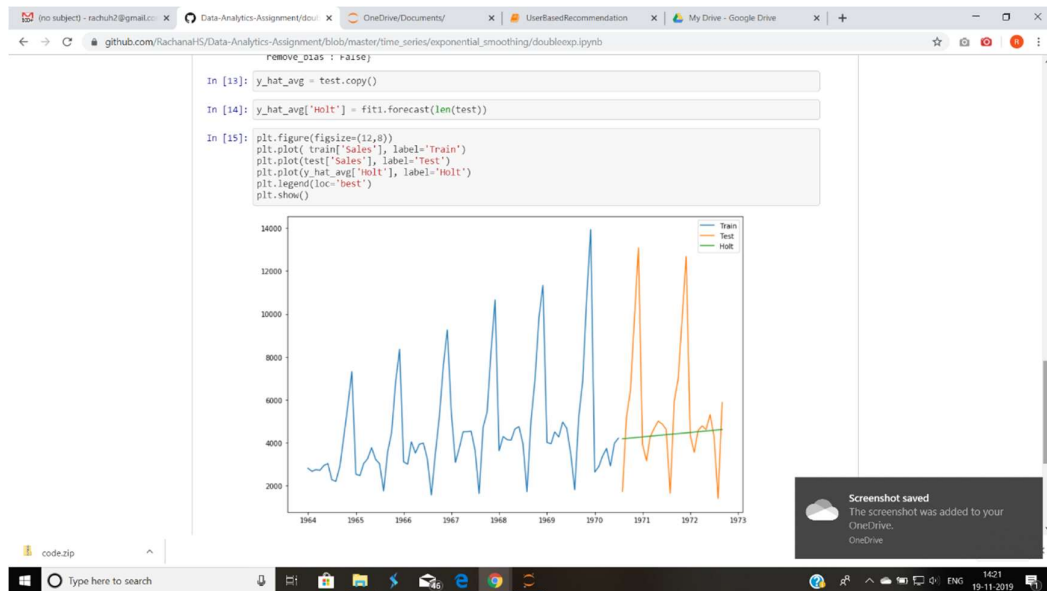 (no subject) - rachuh2@gmail.co
Data-Analytics-Assignment/doub
OneDrive/Documents/
UserBasedRecommendation
My Drive - Google Drive
github.com/RachanaHS/Data-Analytics-Assignment/blob/master/time_series/exponential_smoothing/doubleexp.ipynb
R
remove_bias : False}
In [13]: y_hat_avg = test.copy()
In [14]: y_hat_avg['Holt'] = fit1.forecast(len(test))
In [15]: plt.figure(figsize=(12,8))
plt.plot( train['Sales'], label='Train')
plt.plot(test['Sales'], label='Test')
plt.plot(y_hat_avg['Holt'], label='Holt')
plt.legend(loc='best')
plt.show()
14000
12000
10000
8000
6000
4000
2000
Train
Test
Holt
1964 1965 1966 1967 1968 1969 1970 1971 1972 1973
Screenshot saved
The screenshot was added to your
OneDrive.
OneDrive
code.zip
Type here to search
46
ENG
14:21
19-11-2019
1